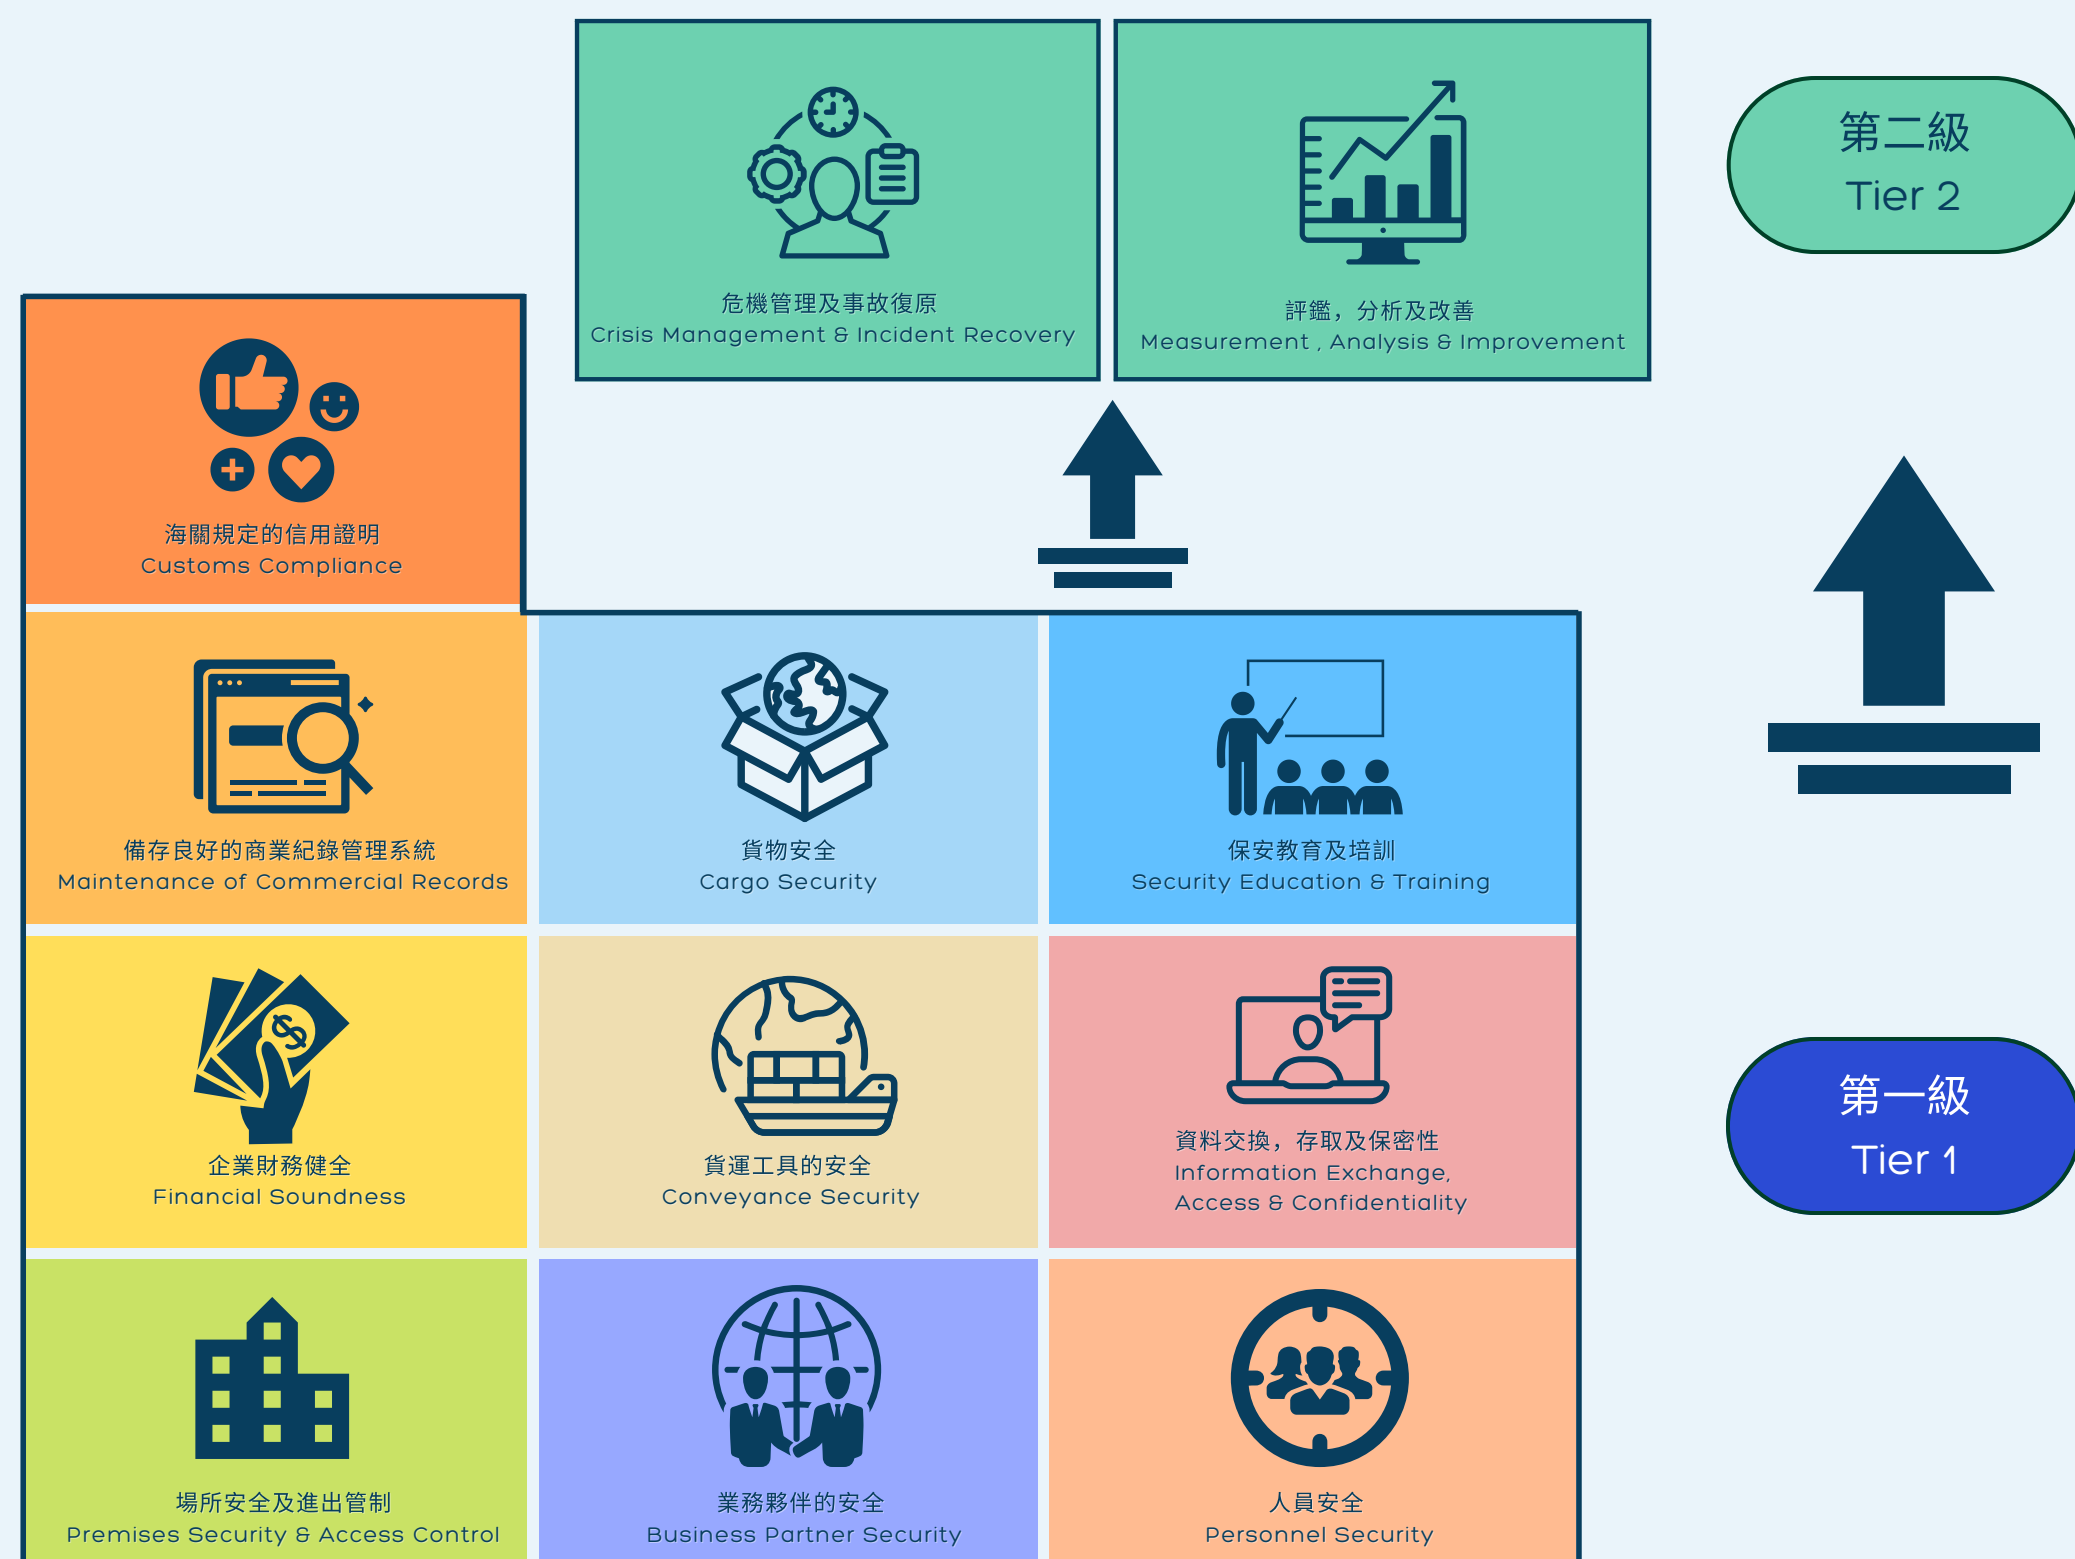 危機管理及事故復原
Crisis Management & Incident Recovery
評鑑，分析及改善
Measurement , Analysis & Improvement
第二級
Tier 2
海關規定的信用證明
Customs Compliance
備存良好的商業紀錄管理系統
Maintenance of Commercial Records
貨物安全
Cargo Security
保安教育及培訓
Security Education & Training
企業財務健全
Financial Soundness
貨運工具的安全
Conveyance Security
資料交換，存取及保密性
Information Exchange,
Access & Confidentiality
第一級
Tier 1
場所安全及進出管制
Premises Security & Access Control
業務夥伴的安全
Business Partner Security
人員安全
Personnel Security